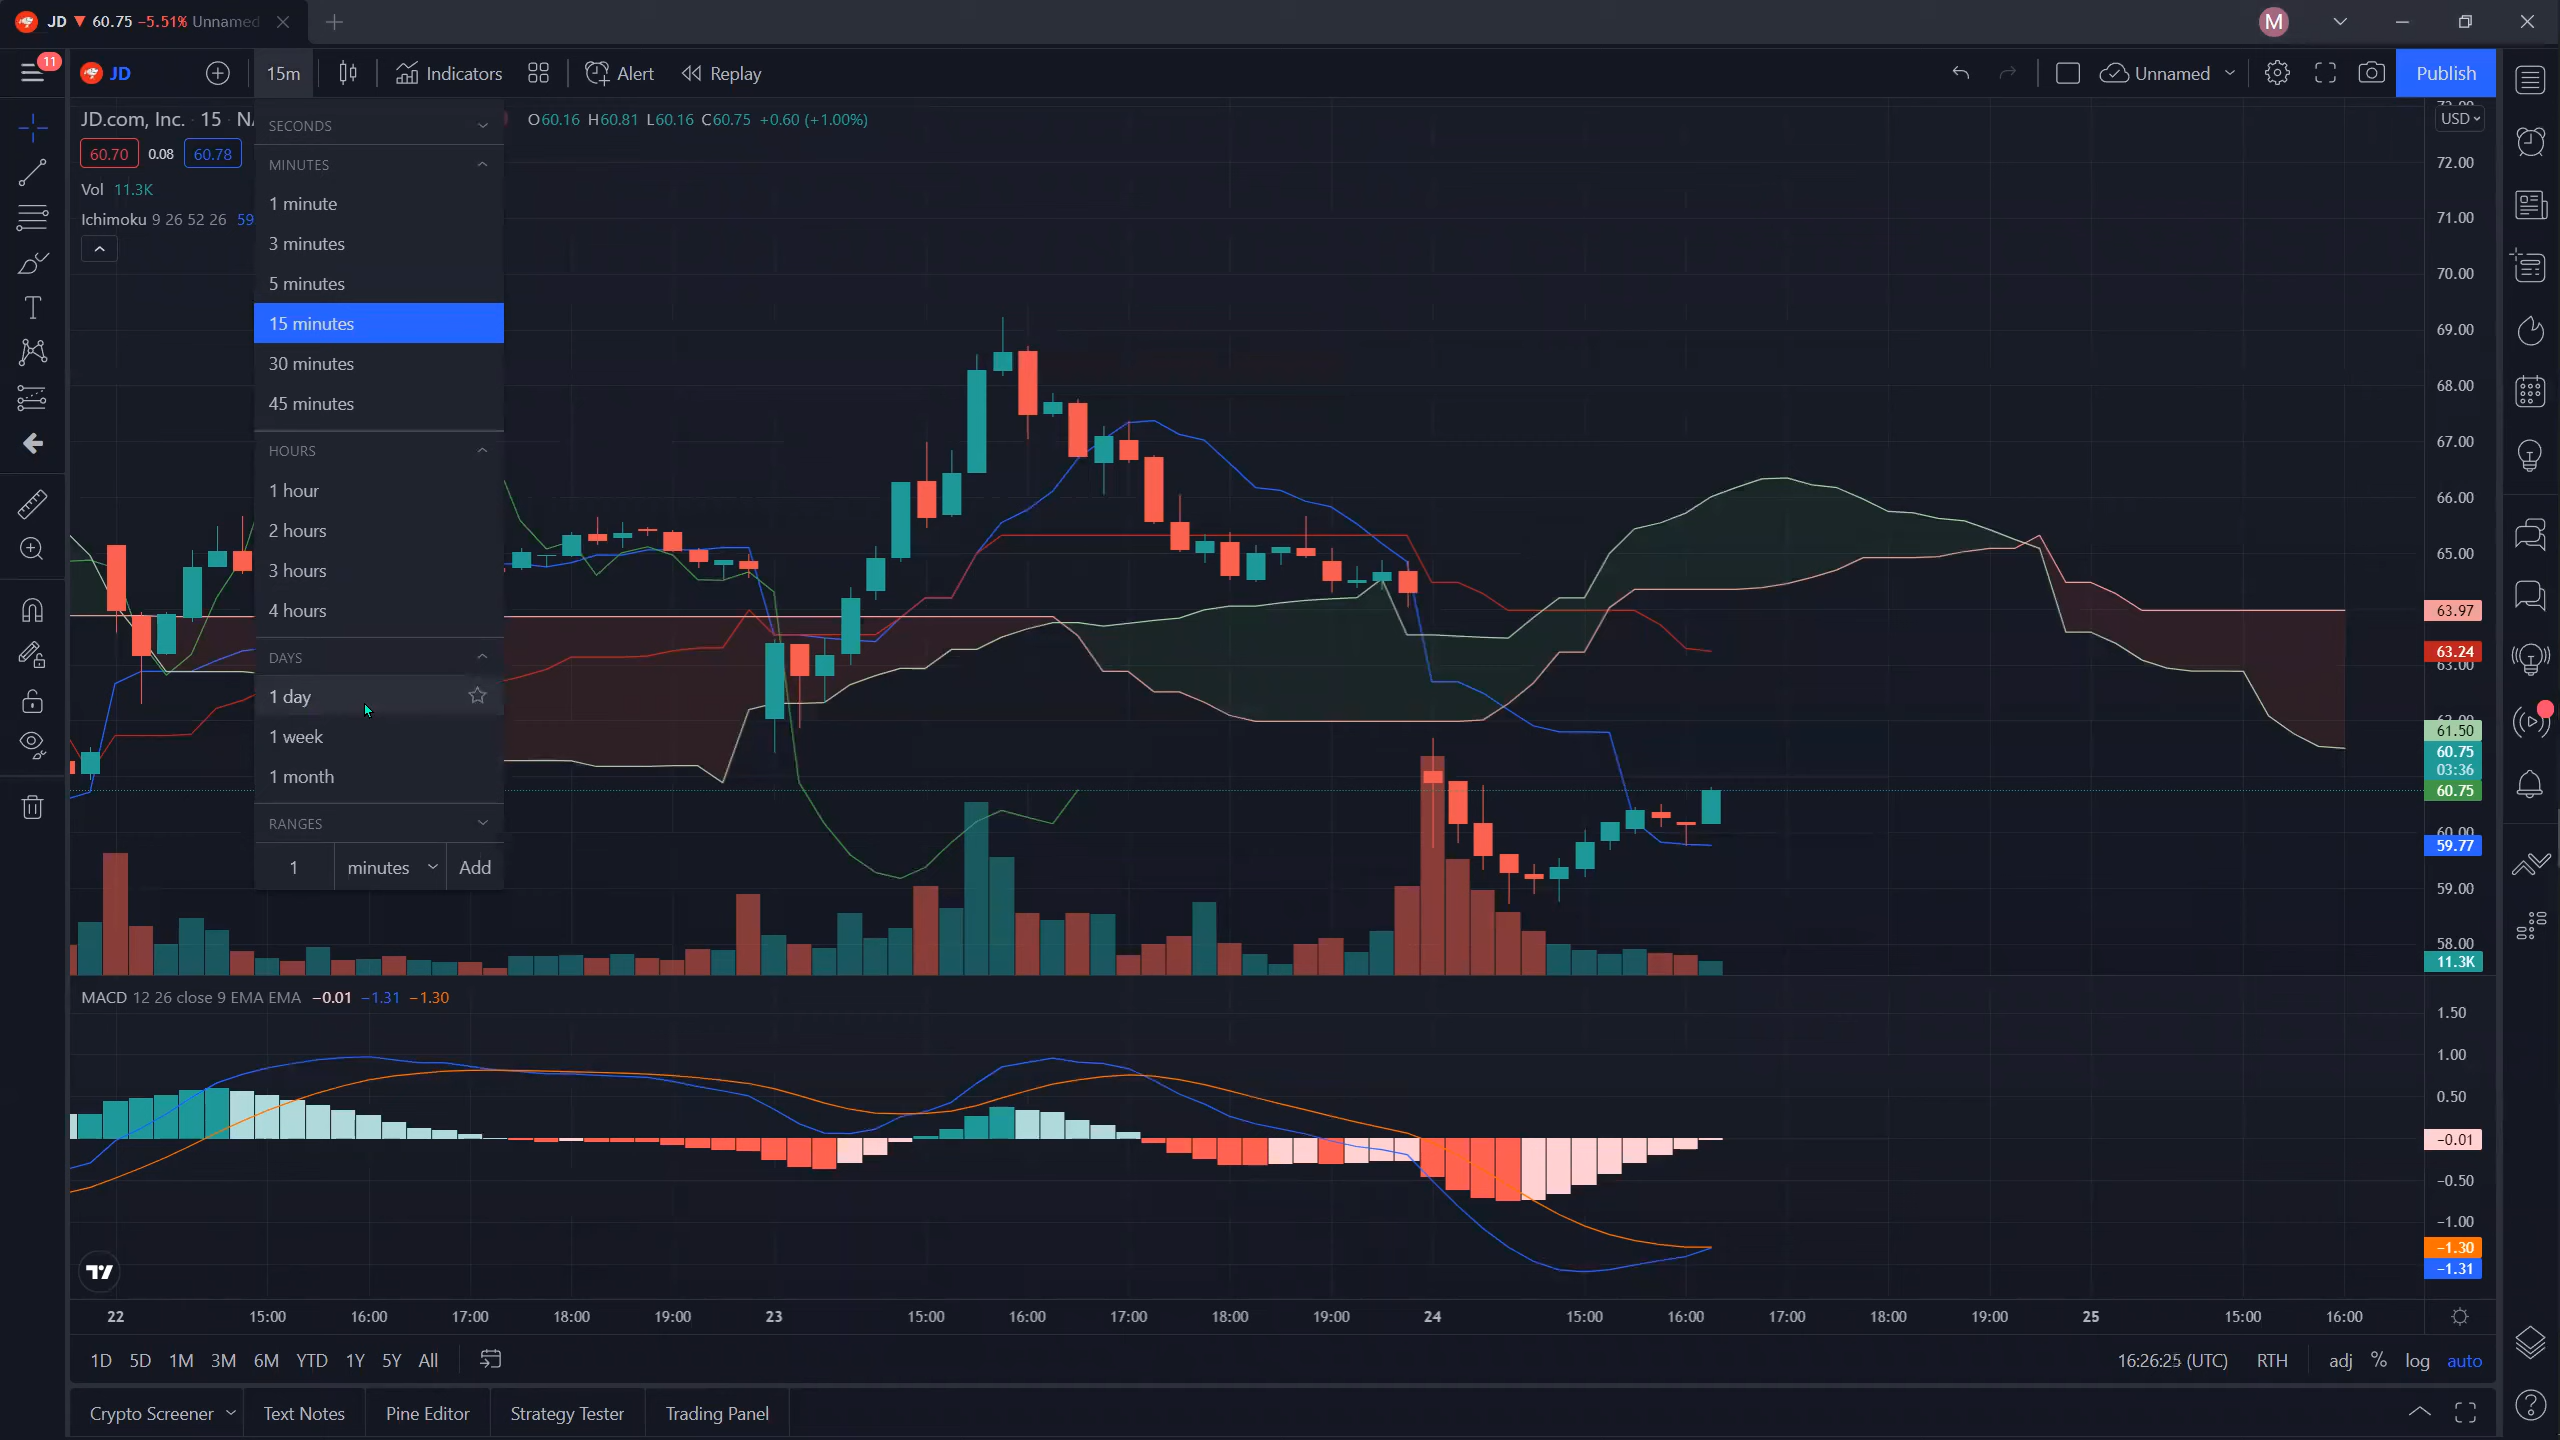 JD ▼ 60.75 −5.51% Unnamed
M
11
JD
15m
Indicators
Alert
Replay
Unnamed
Publish
JD.com, Inc. 15 NA
O60.16 H60.81 L60.16 C60.75 +0.60 (+1.00%)
60.70 0.08 60.78
Vol 11.3K
Ichimoku 9 26 52 26 59
SECONDS
MINUTES
1 minute
3 minutes
5 minutes
15 minutes
30 minutes
45 minutes
HOURS
1 hour
2 hours
3 hours
4 hours
DAYS
1 day
1 week
1 month
RANGES
1 minutes Add
USD
72.00
71.00
70.00
69.00
68.00
67.00
66.00
65.00
63.97
63.24
63.00
61.50
60.75
03:36
60.75
60.00
59.77
59.00
58.00
11.3K
MACD 12 26 close 9 EMA EMA −0.01 −1.31 −1.30
1.50
1.00
0.50
−0.01
−0.50
−1.00
−1.30
−1.31
22 15:00 16:00 17:00 18:00 19:00 23 15:00 16:00 17:00 18:00 19:00 24 15:00 16:00 17:00 18:00 19:00 25 15:00 16:00
1D 5D 1M 3M 6M YTD 1Y 5Y All
16:26:25 (UTC) RTH adj % log auto
Crypto Screener Text Notes Pine Editor Strategy Tester Trading Panel